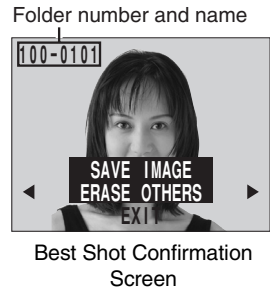 Folder number and name
100-0101
SAVE IMAGE
ERASE OTHERS
EXIT
Best Shot Confirmation
Screen